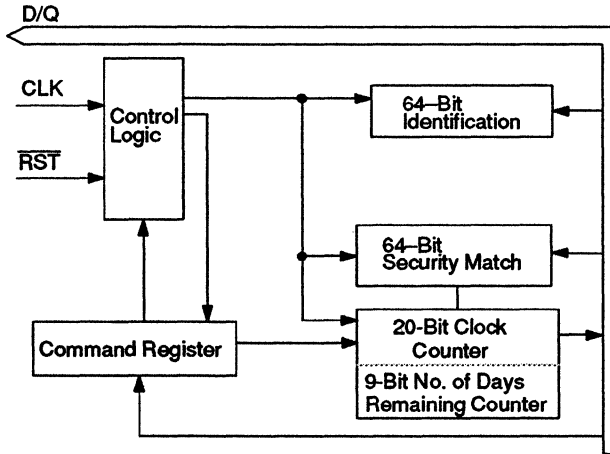 D/Q
CLK
RST
Control
Logic
64–Bit
Identification
64–Bit
Security Match
Command Register
20-Bit Clock
Counter
9-Bit No. of Days
Remaining Counter